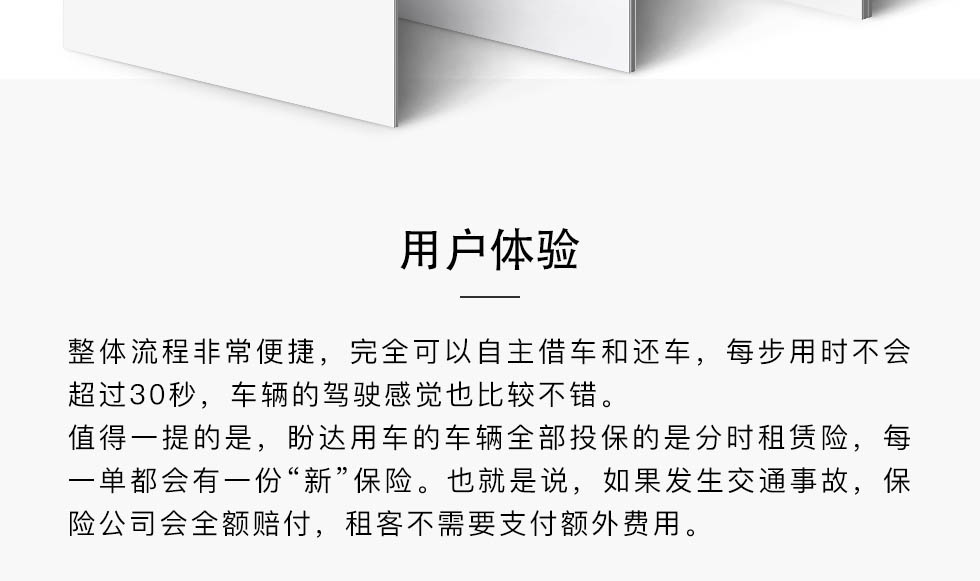 用户体验
整体流程非常便捷，完全可以自主借车和还车，每步用时不会
超过30秒，车辆的驾驶感觉也比较不错。
值得一提的是，盼达用车的车辆全部投保的是分时租赁险，每
一单都会有一份“新”保险。也就是说，如果发生交通事故，保
险公司会全额赔付，租客不需要支付额外费用。